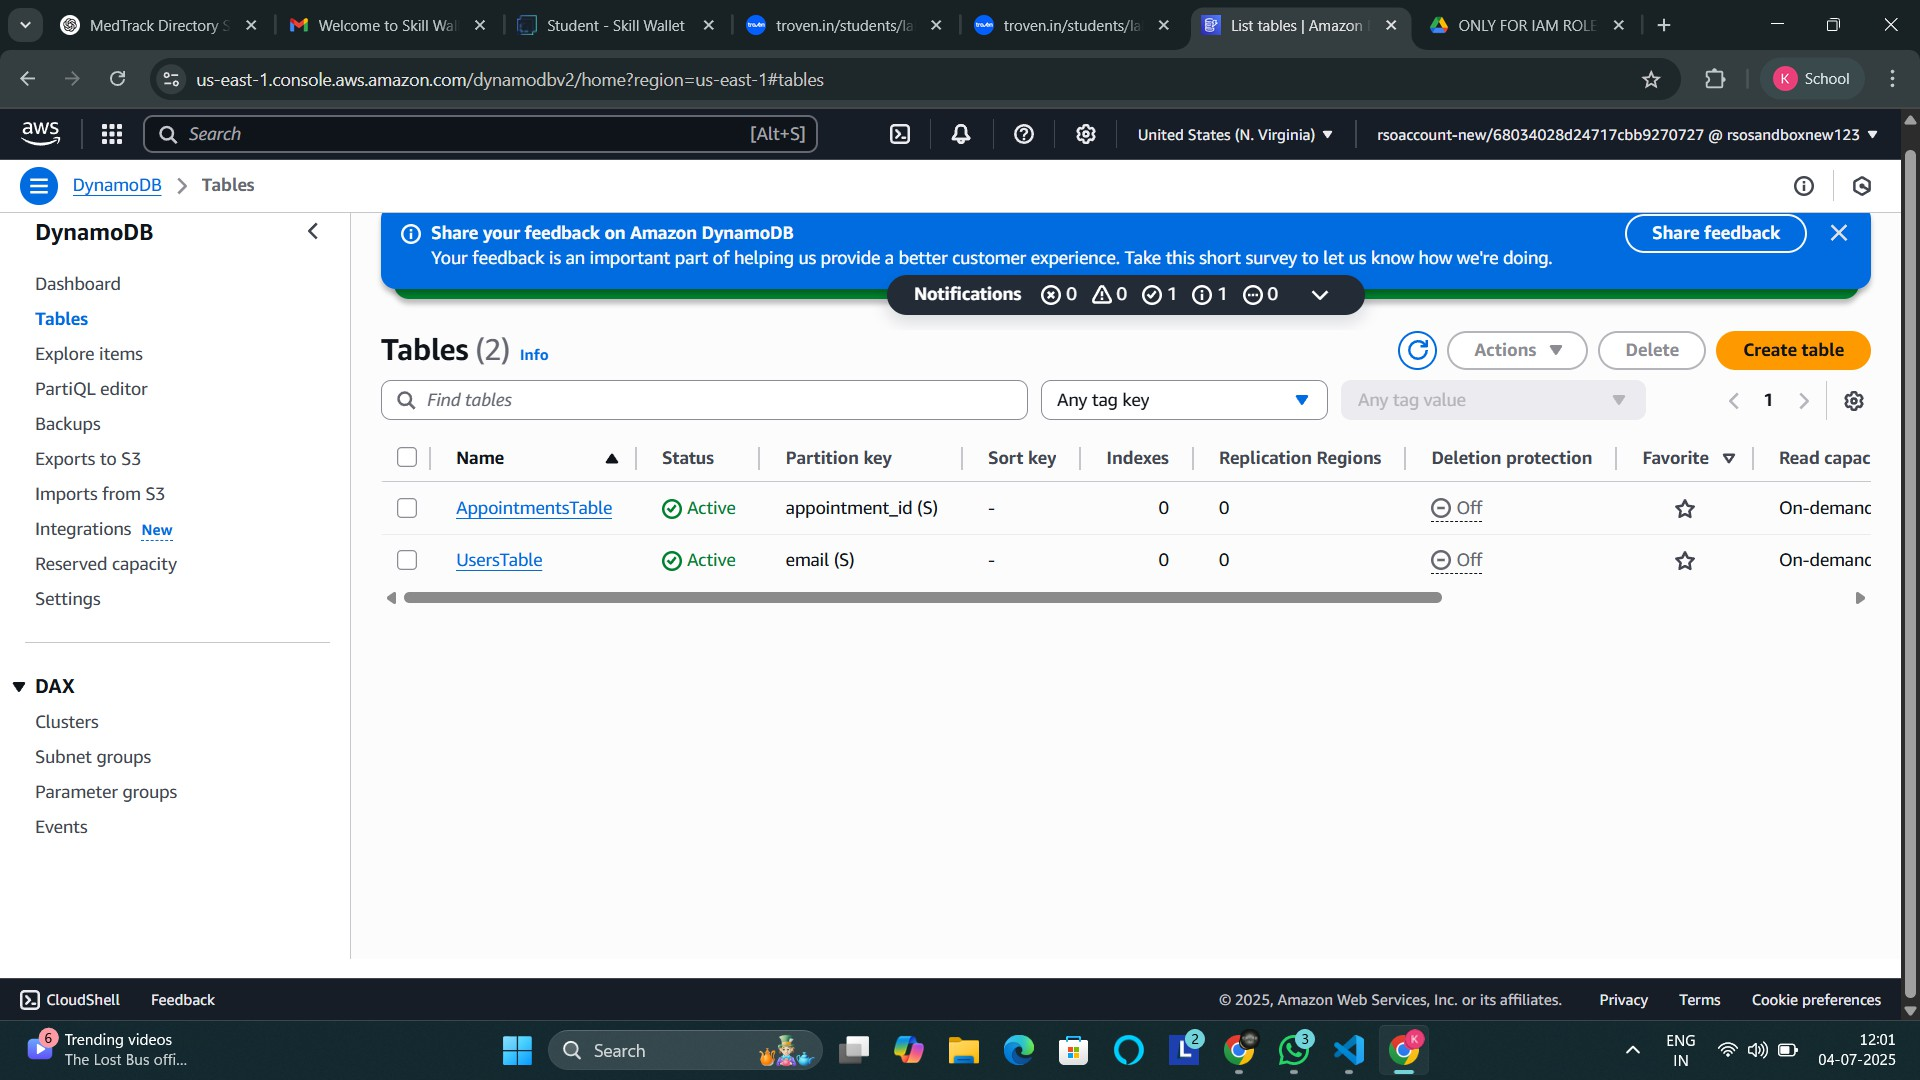 MedTrack Directory S
Welcome to Skill Wal
Student - Skill Wallet
troven.in/students/la
troven.in/students/la
List tables | Amazon
ONLY FOR IAM ROLE
us-east-1.console.aws.amazon.com/dynamodbv2/home?region=us-east-1#tables
K School
aws
Search [Alt+S]
United States (N. Virginia)
rsoaccount-new/68034028d24717cbb9270727 @ rsosandboxnew123
DynamoDB > Tables
DynamoDB
Dashboard
Tables
Explore items
PartiQL editor
Backups
Exports to S3
Imports from S3
Integrations New
Reserved capacity
Settings
DAX
Clusters
Subnet groups
Parameter groups
Events
Share your feedback on Amazon DynamoDB
Your feedback is an important part of helping us provide a better customer experience. Take this short survey to let us know how we're doing.
Share feedback
Notifications 0 0 1 1 0
Tables (2) Info
Actions
Delete
Create table
Find tables
Any tag key
Any tag value
1
Name Status Partition key Sort key Indexes Replication Regions Deletion protection Favorite Read capac
AppointmentsTable Active appointment_id (S) - 0 0 Off On-demand
UsersTable Active email (S) - 0 0 Off On-demand
CloudShell Feedback
© 2025, Amazon Web Services, Inc. or its affiliates. Privacy Terms Cookie preferences
6
Trending videos
The Lost Bus offi...
Search
L 2
3
K
ENG
IN
12:01
04-07-2025